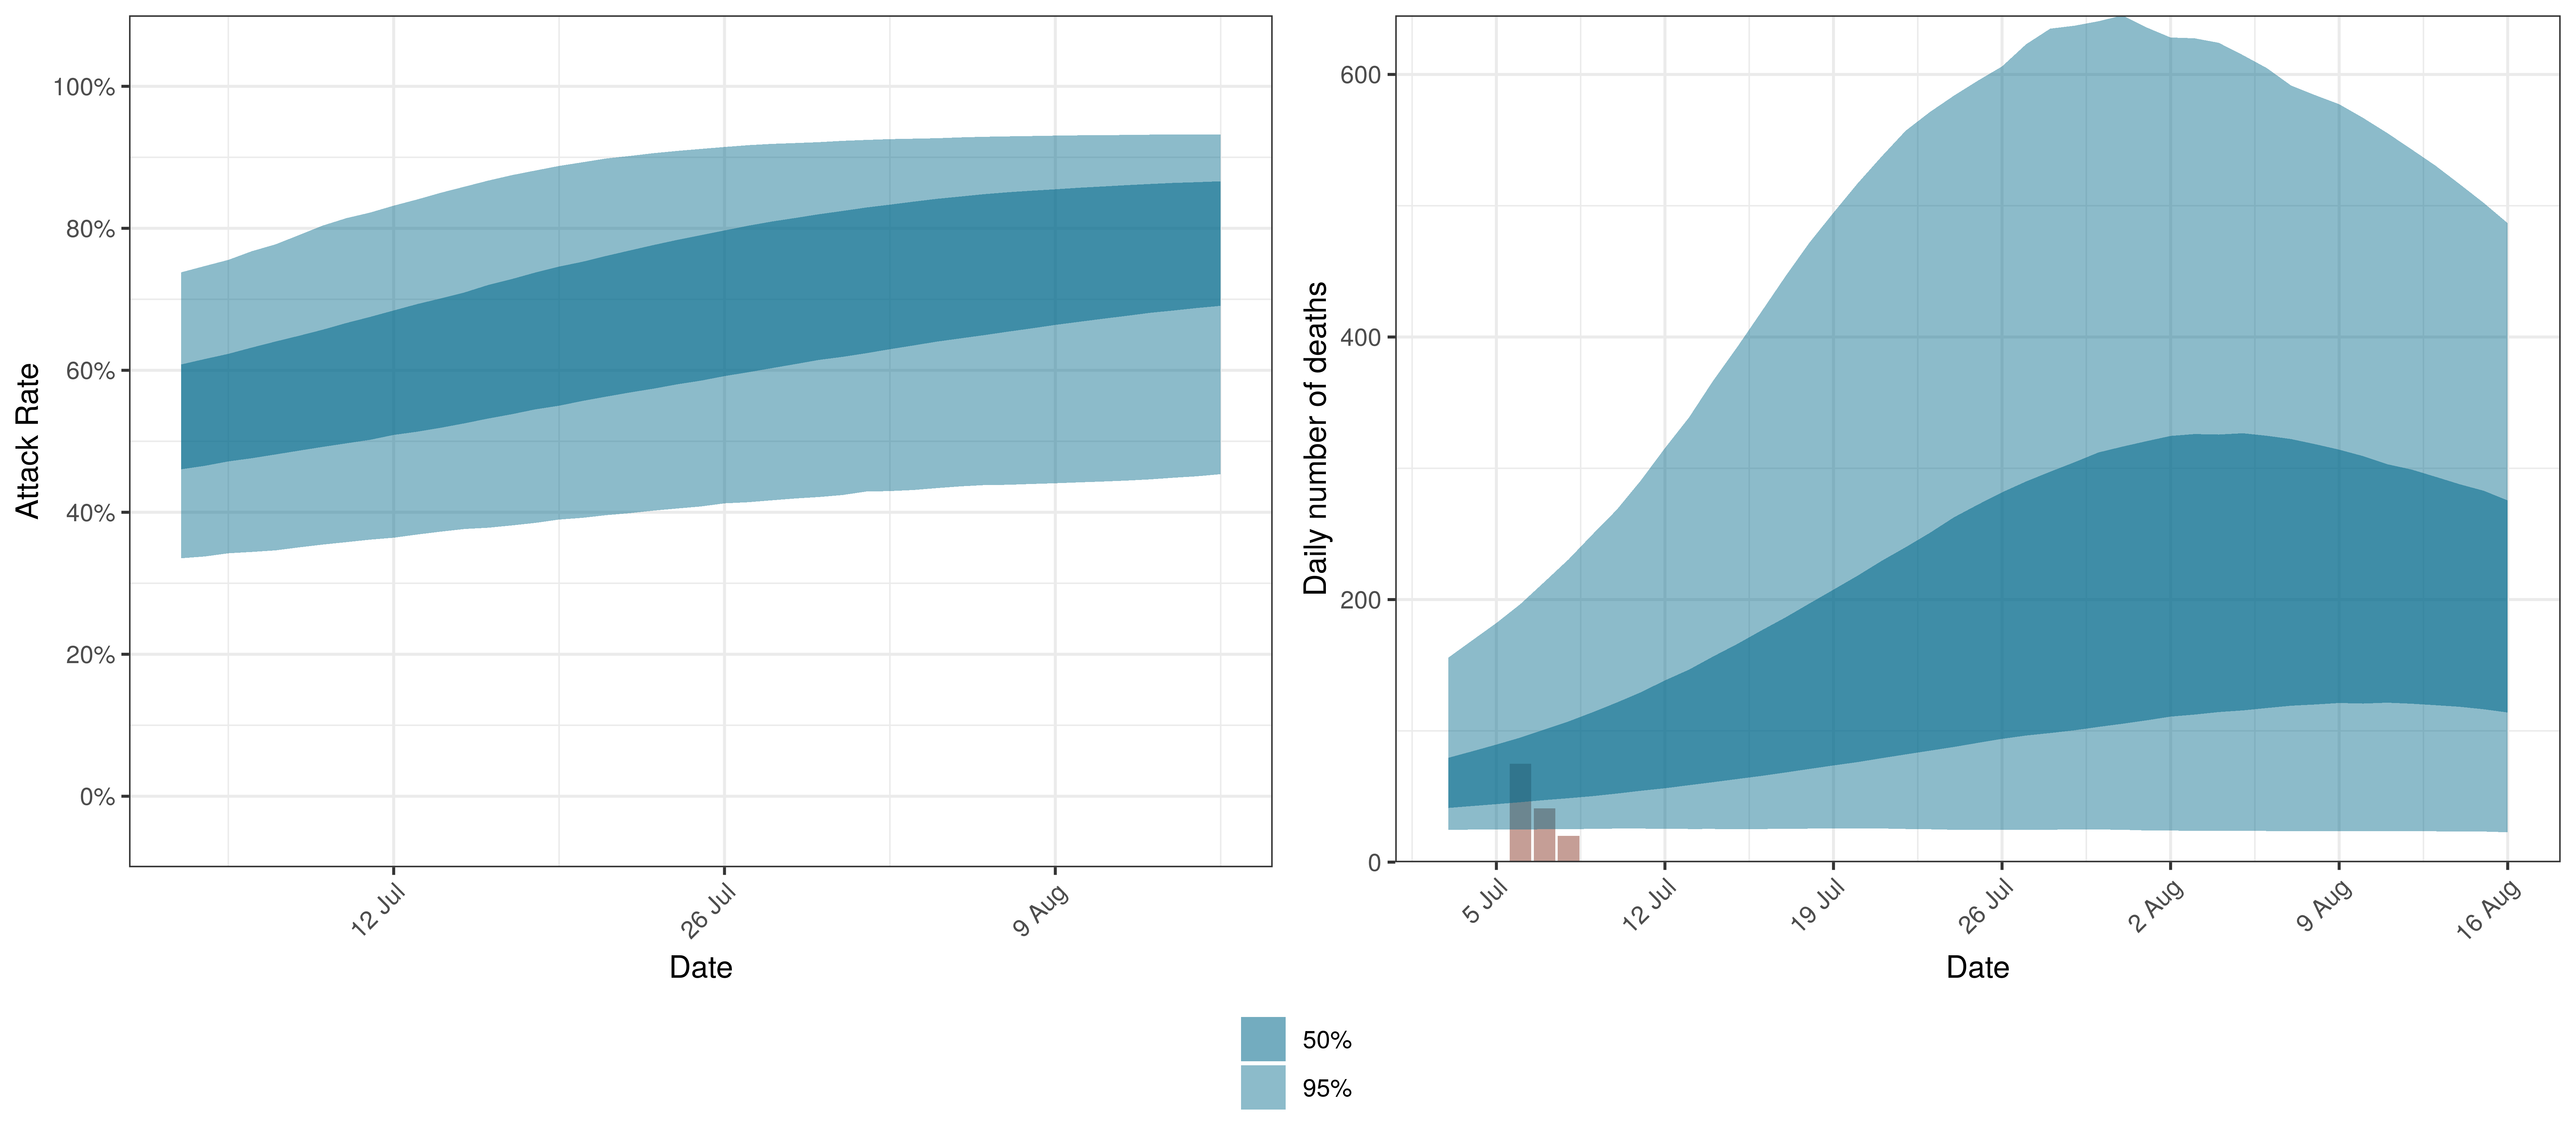 Attack Rate
100%
80%
60%
40%
20%
0%
12 Jul
26 Jul
9 Aug
Date
Daily number of deaths
600
400
200
0
5 Jul
12 Jul
19 Jul
26 Jul
2 Aug
9 Aug
16 Aug
Date
50%
95%